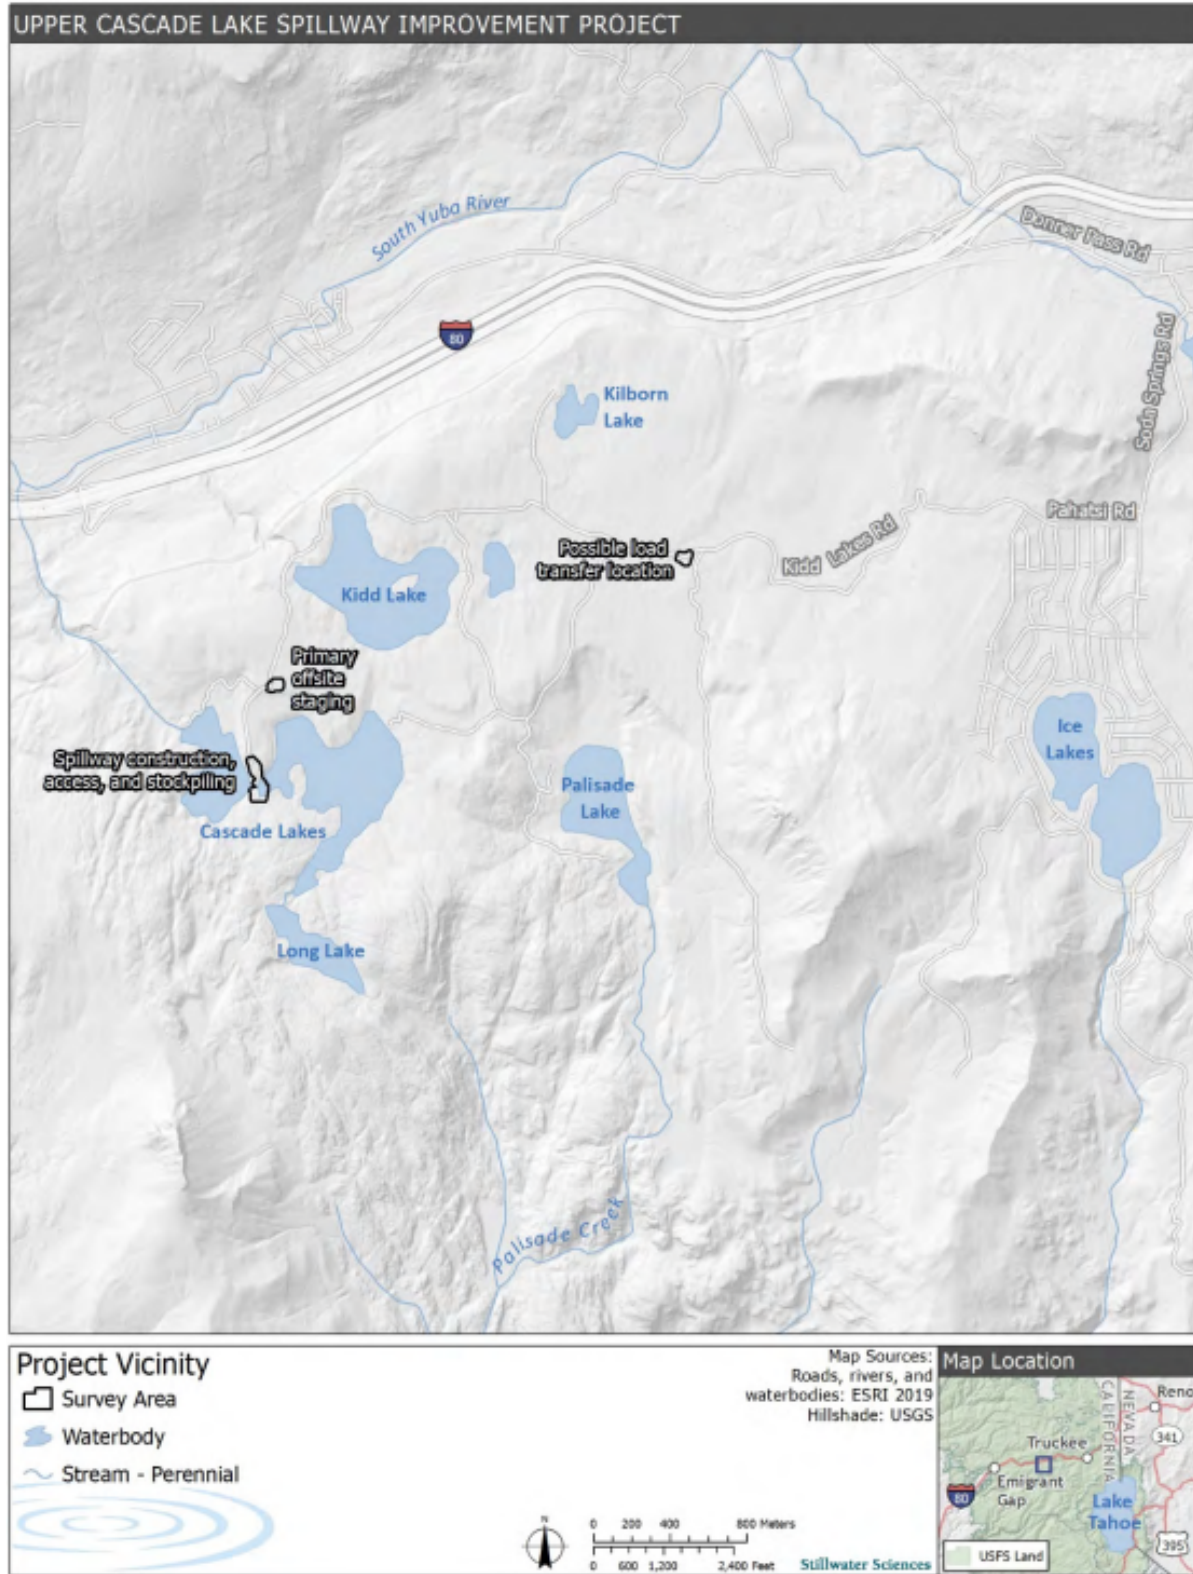 UPPER CASCADE LAKE SPILLWAY IMPROVEMENT PROJECT
South Yuba River
Donner Pass Rd
80
Soda Springs Rd
Kilborn
Lake
Pahatsi Rd
Kidd Lakes Rd
Possible load
transfer location
Kidd Lake
Primary
offsite
staging
Ice
Lakes
Spillway construction,
access, and stockpiling
Palisade
Lake
Cascade Lakes
Long Lake
Palisade Creek
Project Vicinity
Survey Area
Waterbody
Stream - Perennial
Map Sources:
Roads, rivers, and
waterbodies: ESRI 2019
Hillshade: USGS
N
0 200 400 800 Meters
0 600 1,200 2,400 Feet
Stillwater Sciences
Map Location
CALIFORNIA
NEVADA
Reno
341
Truckee
Emigrant
Gap
80
Lake
Tahoe
395
USFS Land